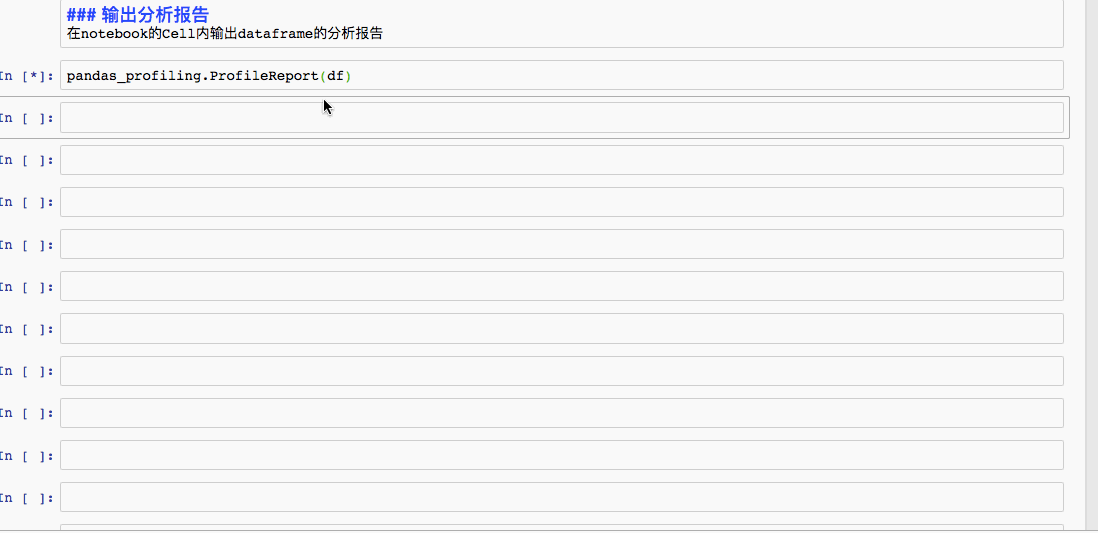 ### 输出分析报告
在notebook的Cell内输出dataframe的分析报告
In [*]: pandas_profiling.ProfileReport(df)
In [ ]:
In [ ]:
In [ ]:
In [ ]:
In [ ]:
In [ ]:
In [ ]:
In [ ]:
In [ ]:
In [ ]: